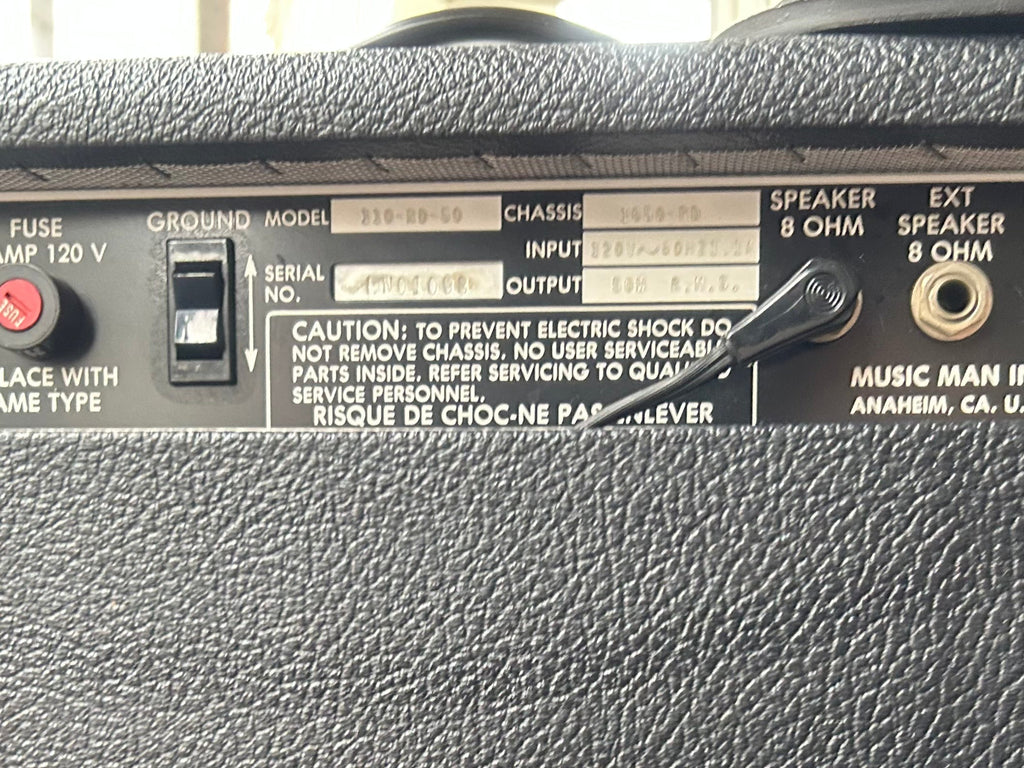 FUSE
AMP 120 V
FUSE
LACE WITH
AME TYPE
GROUND
MODEL
SERIAL
NO.
CHASSIS
INPUT
OUTPUT
CAUTION: TO PREVENT ELECTRIC SHOCK DO
NOT REMOVE CHASSIS. NO USER SERVICEABL
PARTS INSIDE. REFER SERVICING TO QUAL
SERVICE PERSONNEL.
RISQUE DE CHOC-NE PAS ENLEVER
SPEAKER
8 OHM
EXT
SPEAKER
8 OHM
MUSIC MAN IN
ANAHEIM, CA. U.